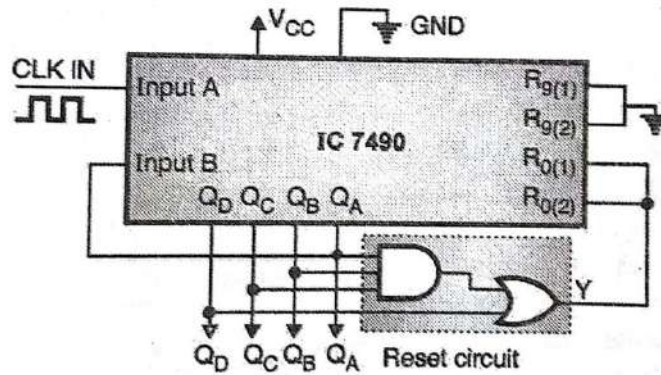 VCC
GND
CLK IN
Input A
R9(1)
R9(2)
IC 7490
Input B
R0(1)
QD QC QB QA
R0(2)
Y
QD QC QB QA
Reset circuit